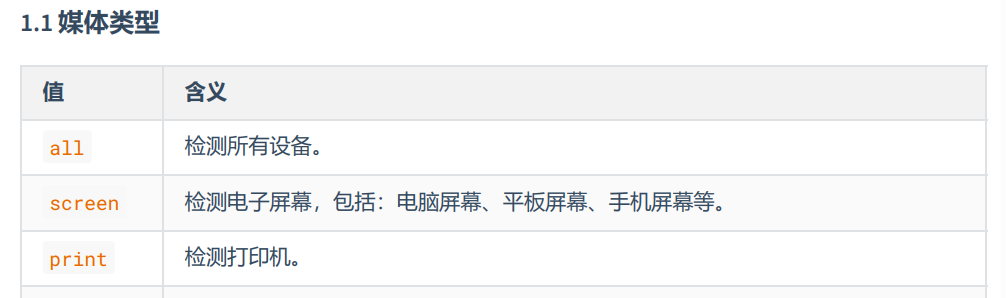 1.1 媒体类型
值 含义
all 检测所有设备。
screen 检测电子屏幕，包括：电脑屏幕、平板屏幕、手机屏幕等。
print 检测打印机。